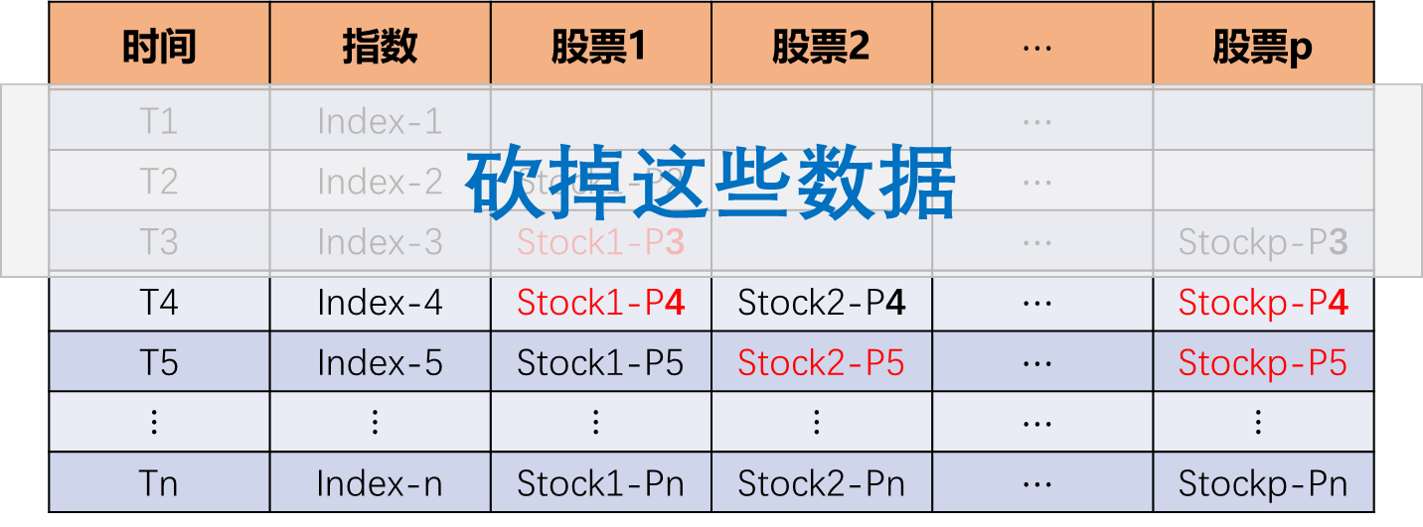 时间 指数 股票1 股票2 … 股票p
T1 Index-1 …
T2 Index-2 Stock1-P2 …
砍掉这些数据
T3 Index-3 Stock1-P3 … Stockp-P3
T4 Index-4 Stock1-P4 Stock2-P4 … Stockp-P4
T5 Index-5 Stock1-P5 Stock2-P5 … Stockp-P5
⋮ ⋮ ⋮ ⋮ … ⋮
Tn Index-n Stock1-Pn Stock2-Pn … Stockp-Pn